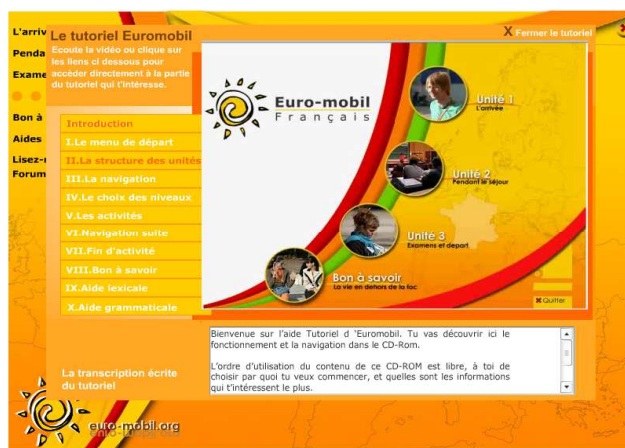 L'arriv
Penda
Exame
Bon à
Aides
Lisez-
Forum
Le tutoriel Euromobil
X Fermer le tutoriel
Ecoute la vidéo ou clique sur
les liens ci dessous pour
accéder directement à la partie
du tutoriel qui t'intéresse.
Introduction
I.Le menu de départ
II.La structure des unités
III.La navigation
IV.Le choix des niveaux
V.Les activités
VI.Navigation suite
VII.Fin d'activité
VIII.Bon à savoir
IX.Aide lexicale
X.Aide grammaticale
Euro-mobil
Français
Unité 1
L'arrivée
Unité 2
Pendant le séjour
Unité 3
Examens et départ
Bon à savoir
La vie en dehors de la fac
Quitter
La transcription écrite
du tutoriel
Bienvenue sur l'aide Tutoriel d 'Euromobil. Tu vas découvrir ici le
fonctionnement et la navigation dans le CD-Rom.
L'ordre d'utilisation du contenu de ce CD-ROM est libre, à toi de
choisir par quoi tu veux commencer, et quelles sont les informations
qui t'intéressent le plus.
euro-mobil.org